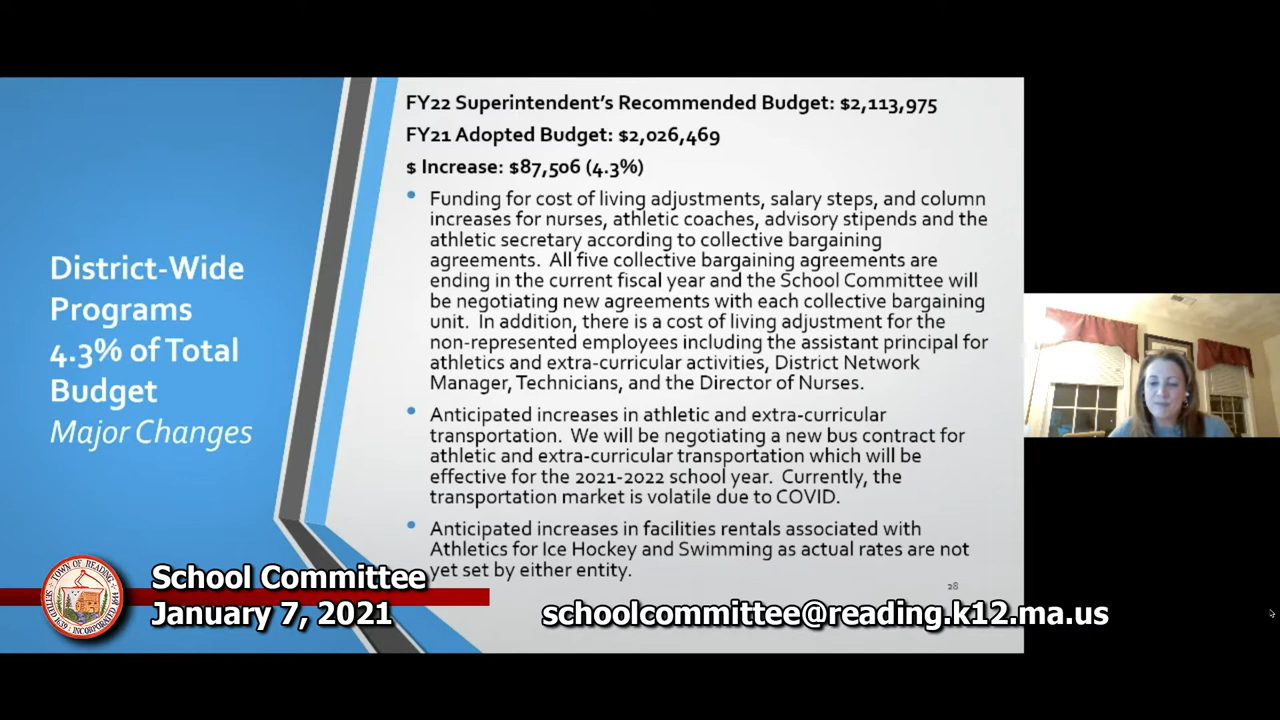 FY22 Superintendent's Recommended Budget: $2,113,975
FY21 Adopted Budget: $2,026,469
$ Increase: $87,506 (4.3%)
• Funding for cost of living adjustments, salary steps, and column
increases for nurses, athletic coaches, advisory stipends and the
athletic secretary according to collective bargaining
agreements. All five collective bargaining agreements are
ending in the current fiscal year and the School Committee will
be negotiating new agreements with each collective bargaining
unit. In addition, there is a cost of living adjustment for the
non-represented employees including the assistant principal for
athletics and extra-curricular activities, District Network
Manager, Technicians, and the Director of Nurses.
• Anticipated increases in athletic and extra-curricular
transportation. We will be negotiating a new bus contract for
athletic and extra-curricular transportation which will be
effective for the 2021-2022 school year. Currently, the
transportation market is volatile due to COVID.
• Anticipated increases in facilities rentals associated with
Athletics for Ice Hockey and Swimming as actual rates are not
yet set by either entity.
28
District-Wide
Programs
4.3% of Total
Budget
Major Changes
TOWN OF READING
SETTLED 1639 INCORPORATED 1644
School Committee
January 7, 2021
schoolcommittee@reading.k12.ma.us